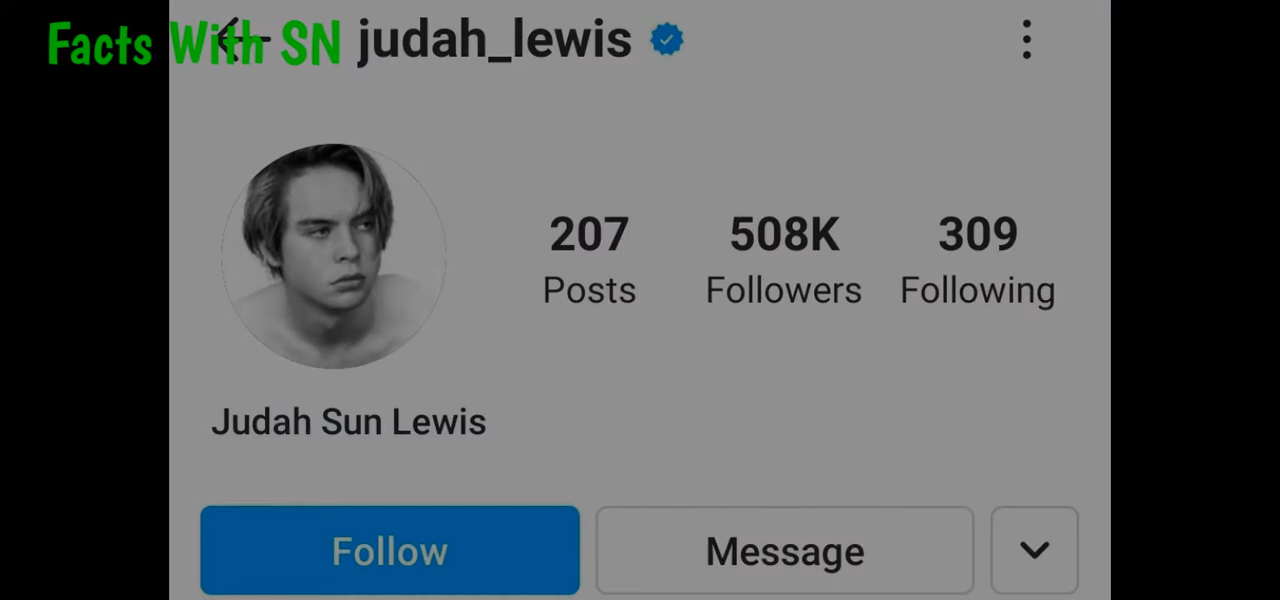 Facts With SN
judah_lewis
207 508K 309
Posts Followers Following
Judah Sun Lewis
Follow Message